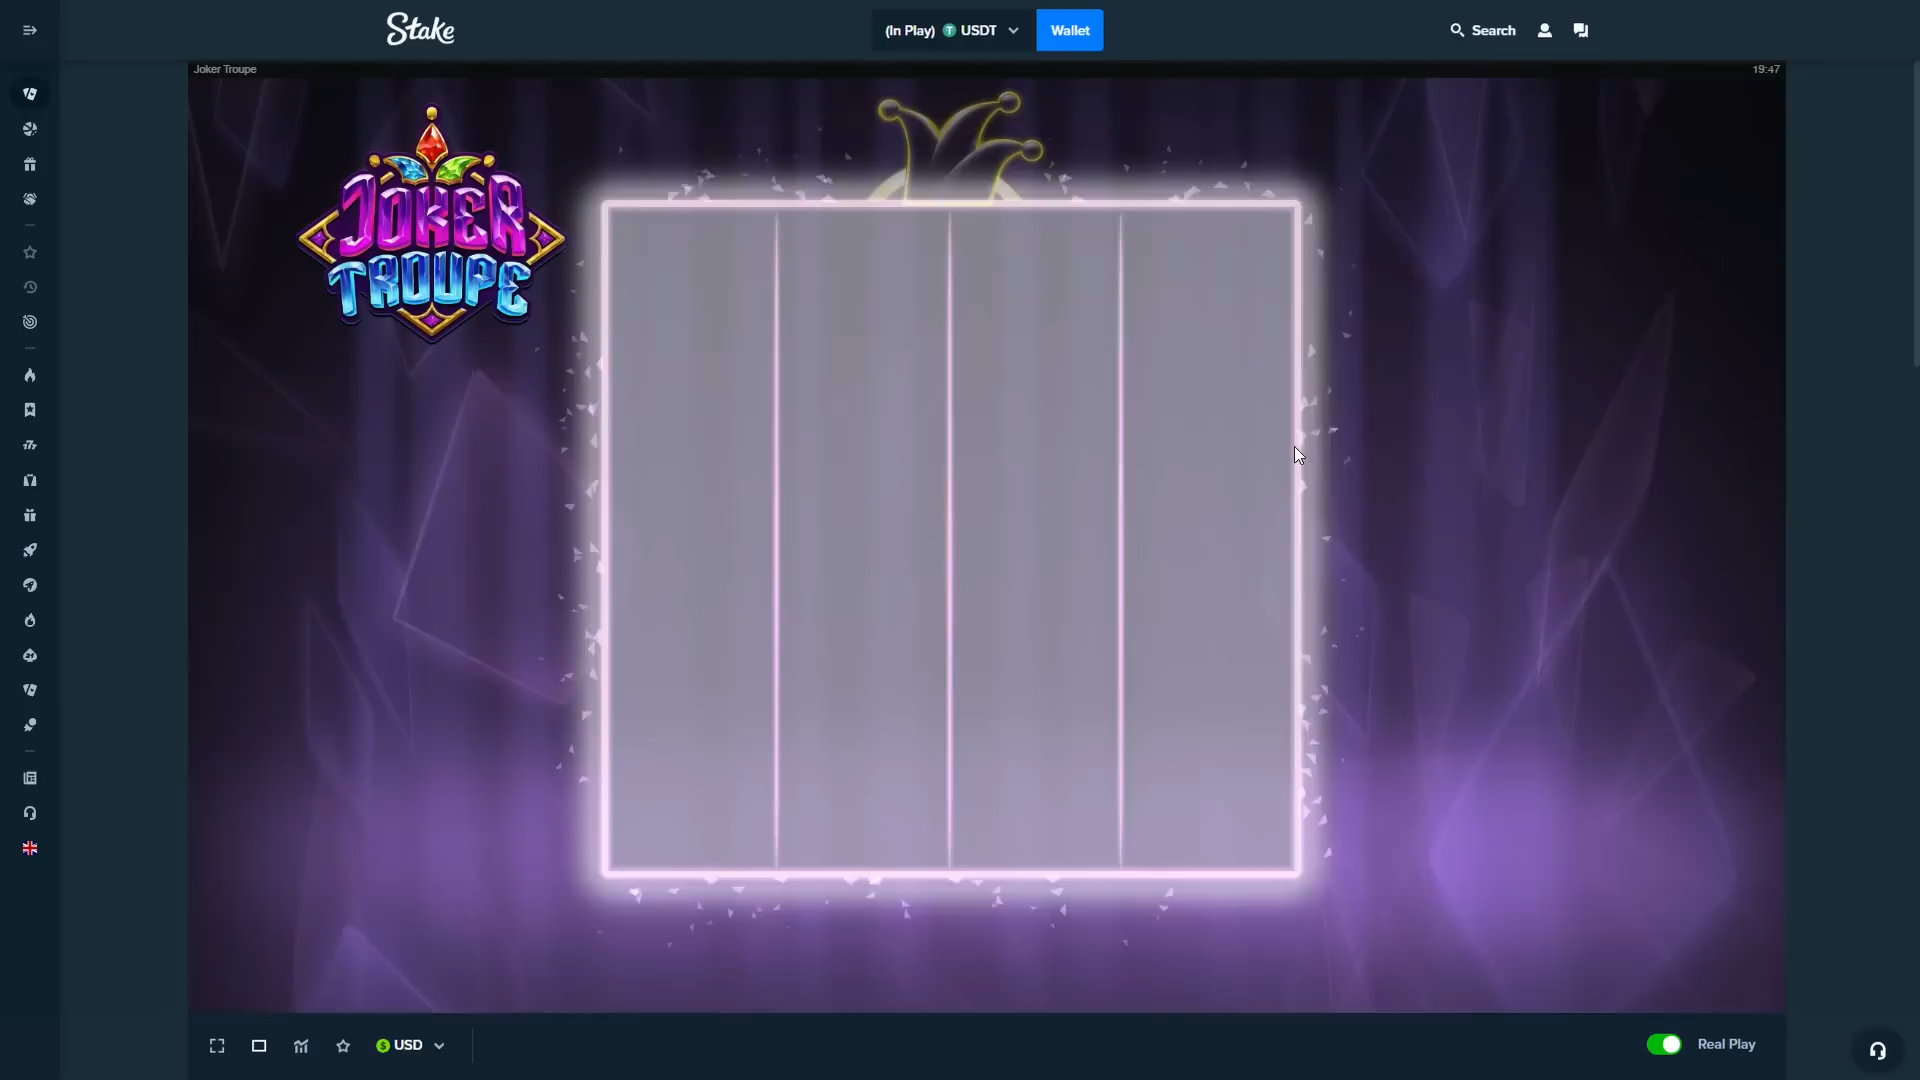 Stake
(In Play) USDT
Wallet
Search
Joker Troupe
19:47
JOKER
TROUPE
USD
Real Play